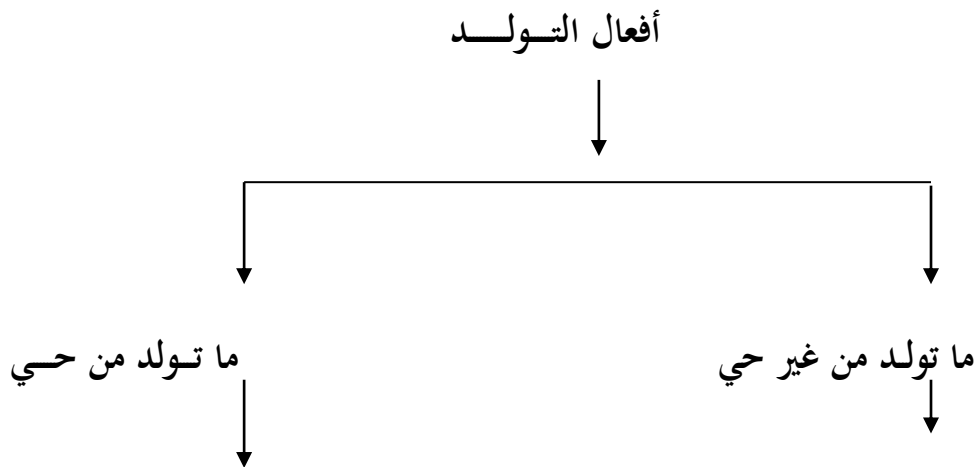 أفعال التولد
ما تولد من غير حي
ما تولد من حي